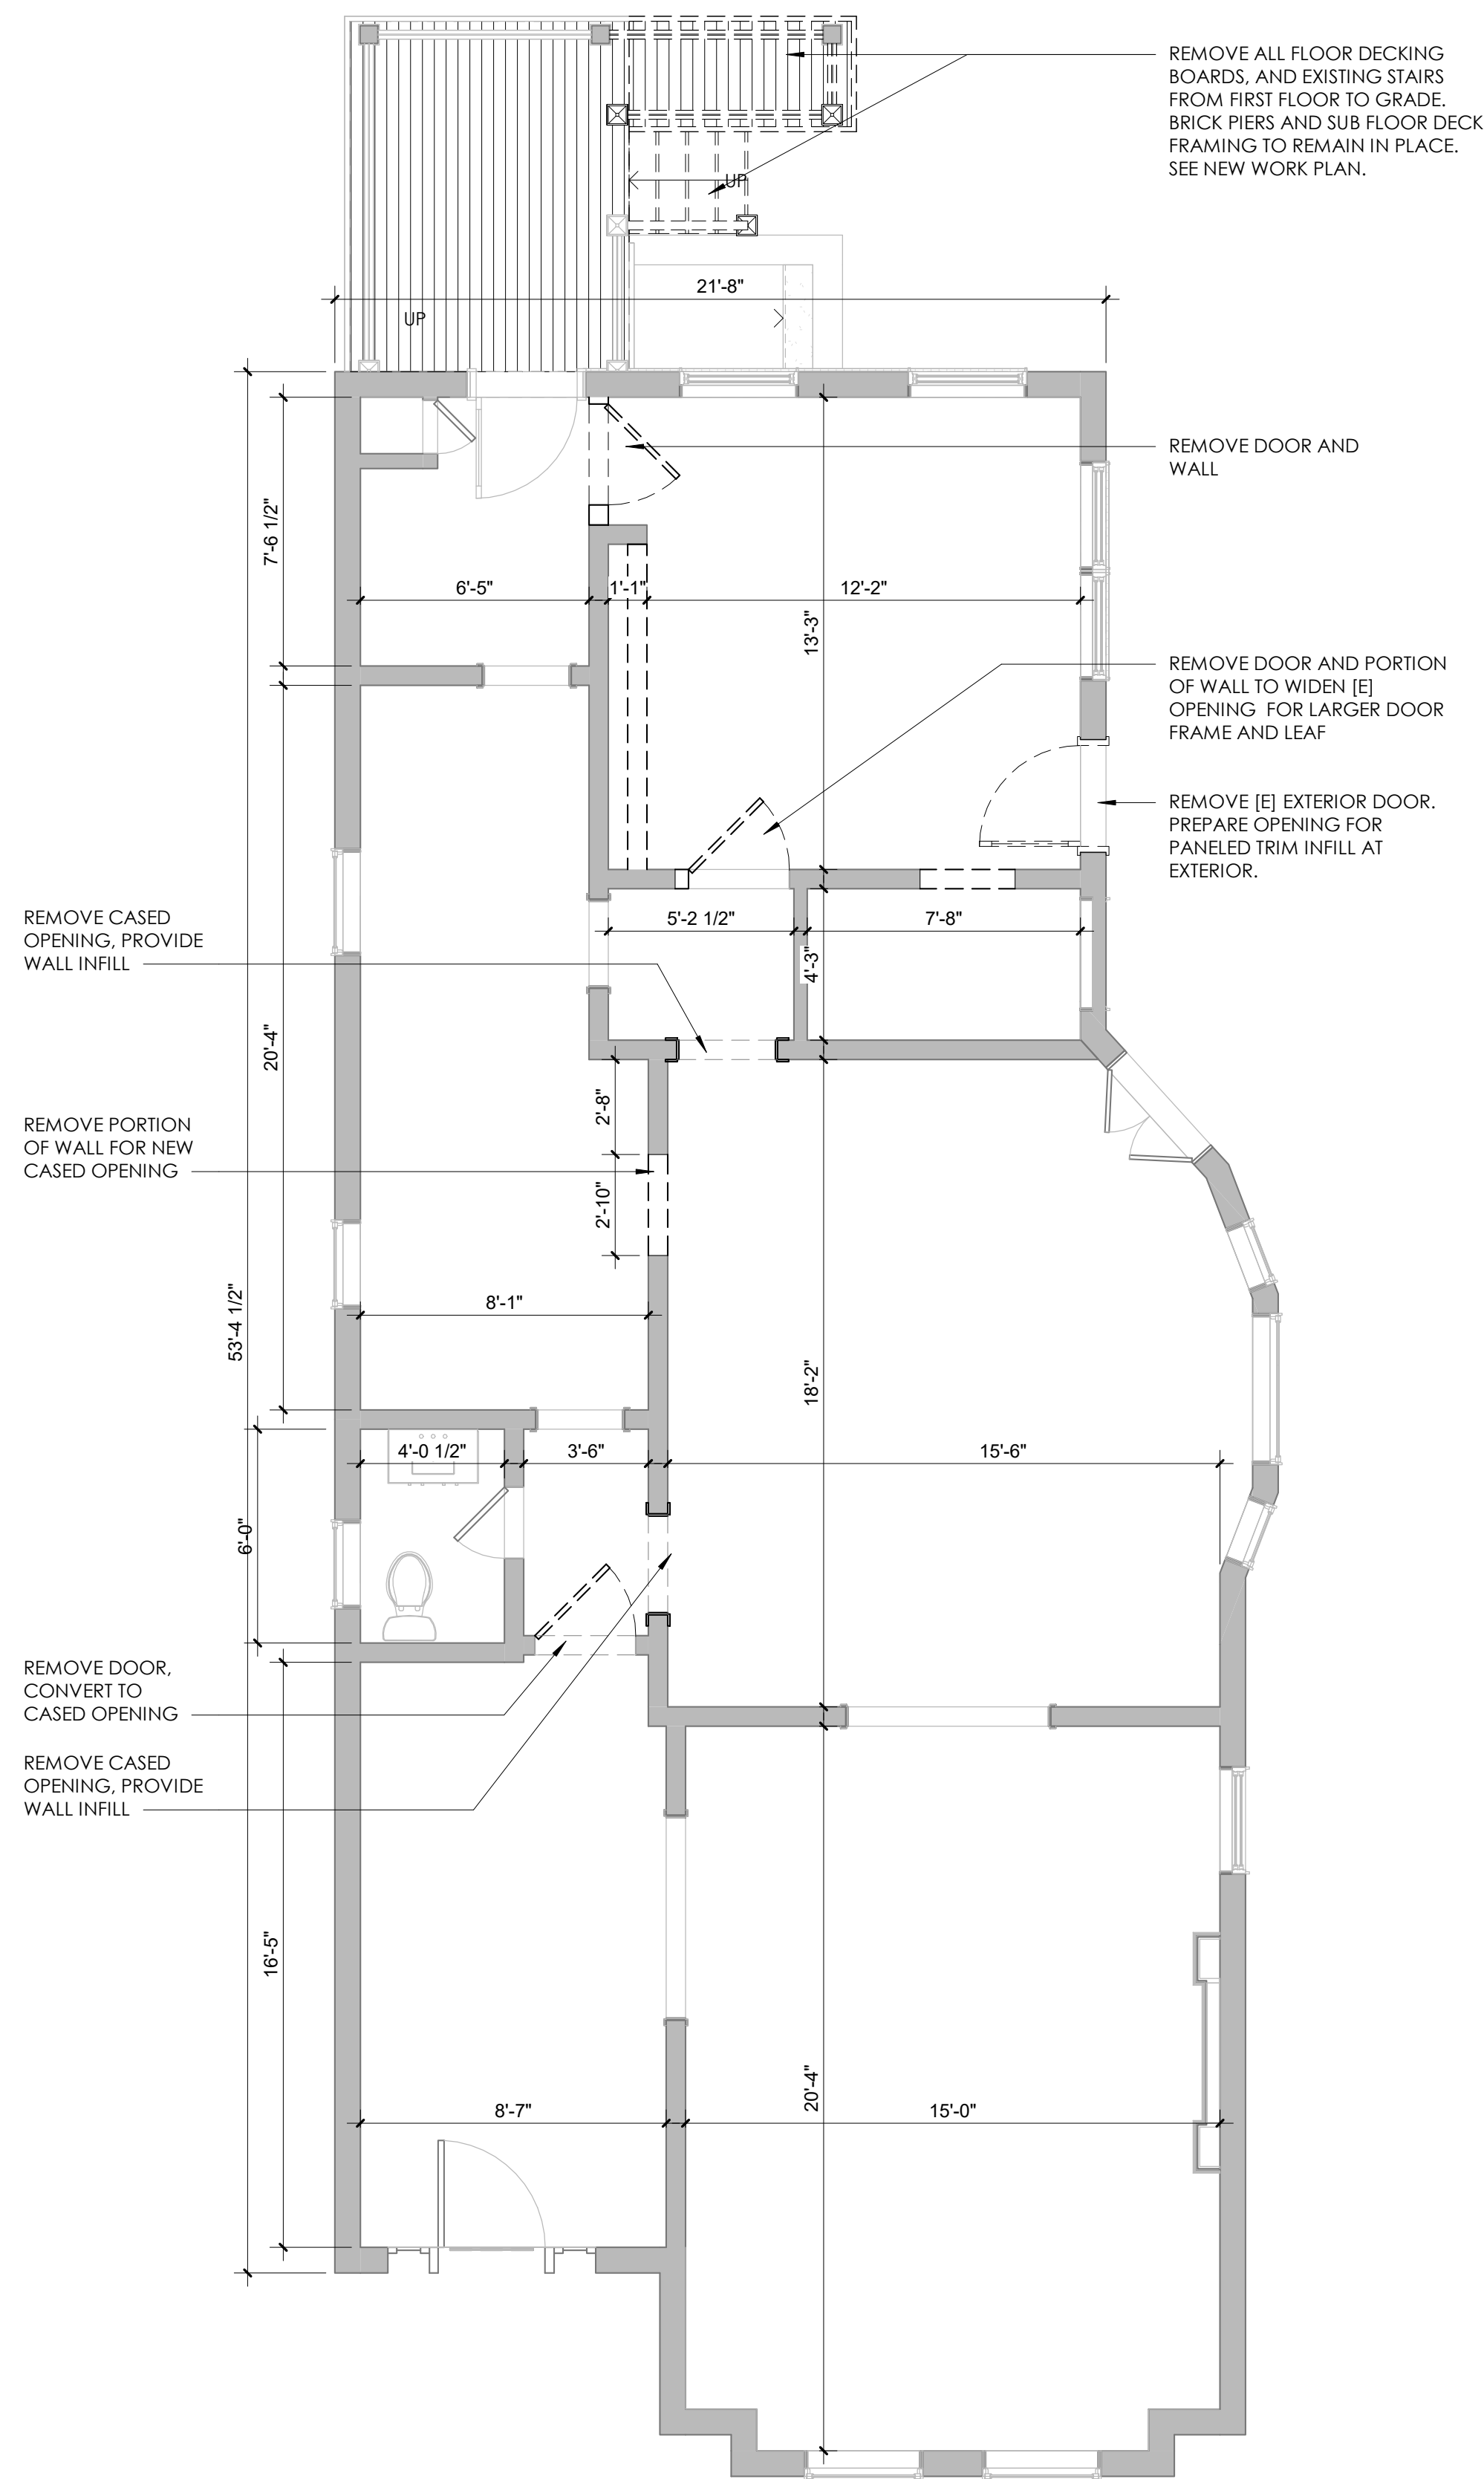 REMOVE ALL FLOOR DECKING
BOARDS, AND EXISTING STAIRS
FROM FIRST FLOOR TO GRADE.
BRICK PIERS AND SUB FLOOR DECK
FRAMING TO REMAIN IN PLACE.
SEE NEW WORK PLAN.
UP
21'-8"
UP
REMOVE DOOR AND
WALL
7'-6 1/2"
6'-5"
1'-1"
12'-2"
13'-3"
REMOVE DOOR AND PORTION
OF WALL TO WIDEN [E]
OPENING FOR LARGER DOOR
FRAME AND LEAF
REMOVE [E] EXTERIOR DOOR.
PREPARE OPENING FOR
PANELED TRIM INFILL AT
EXTERIOR.
REMOVE CASED
OPENING, PROVIDE
WALL INFILL
5'-2 1/2"
7'-8"
4'-3"
20'-4"
2'-8"
REMOVE PORTION
OF WALL FOR NEW
CASED OPENING
2'-10"
8'-1"
53'-4 1/2"
18'-2"
4'-0 1/2"
3'-6"
15'-6"
6'-0"
REMOVE DOOR,
CONVERT TO
CASED OPENING
REMOVE CASED
OPENING, PROVIDE
WALL INFILL
16'-5"
20'-4"
8'-7"
15'-0"